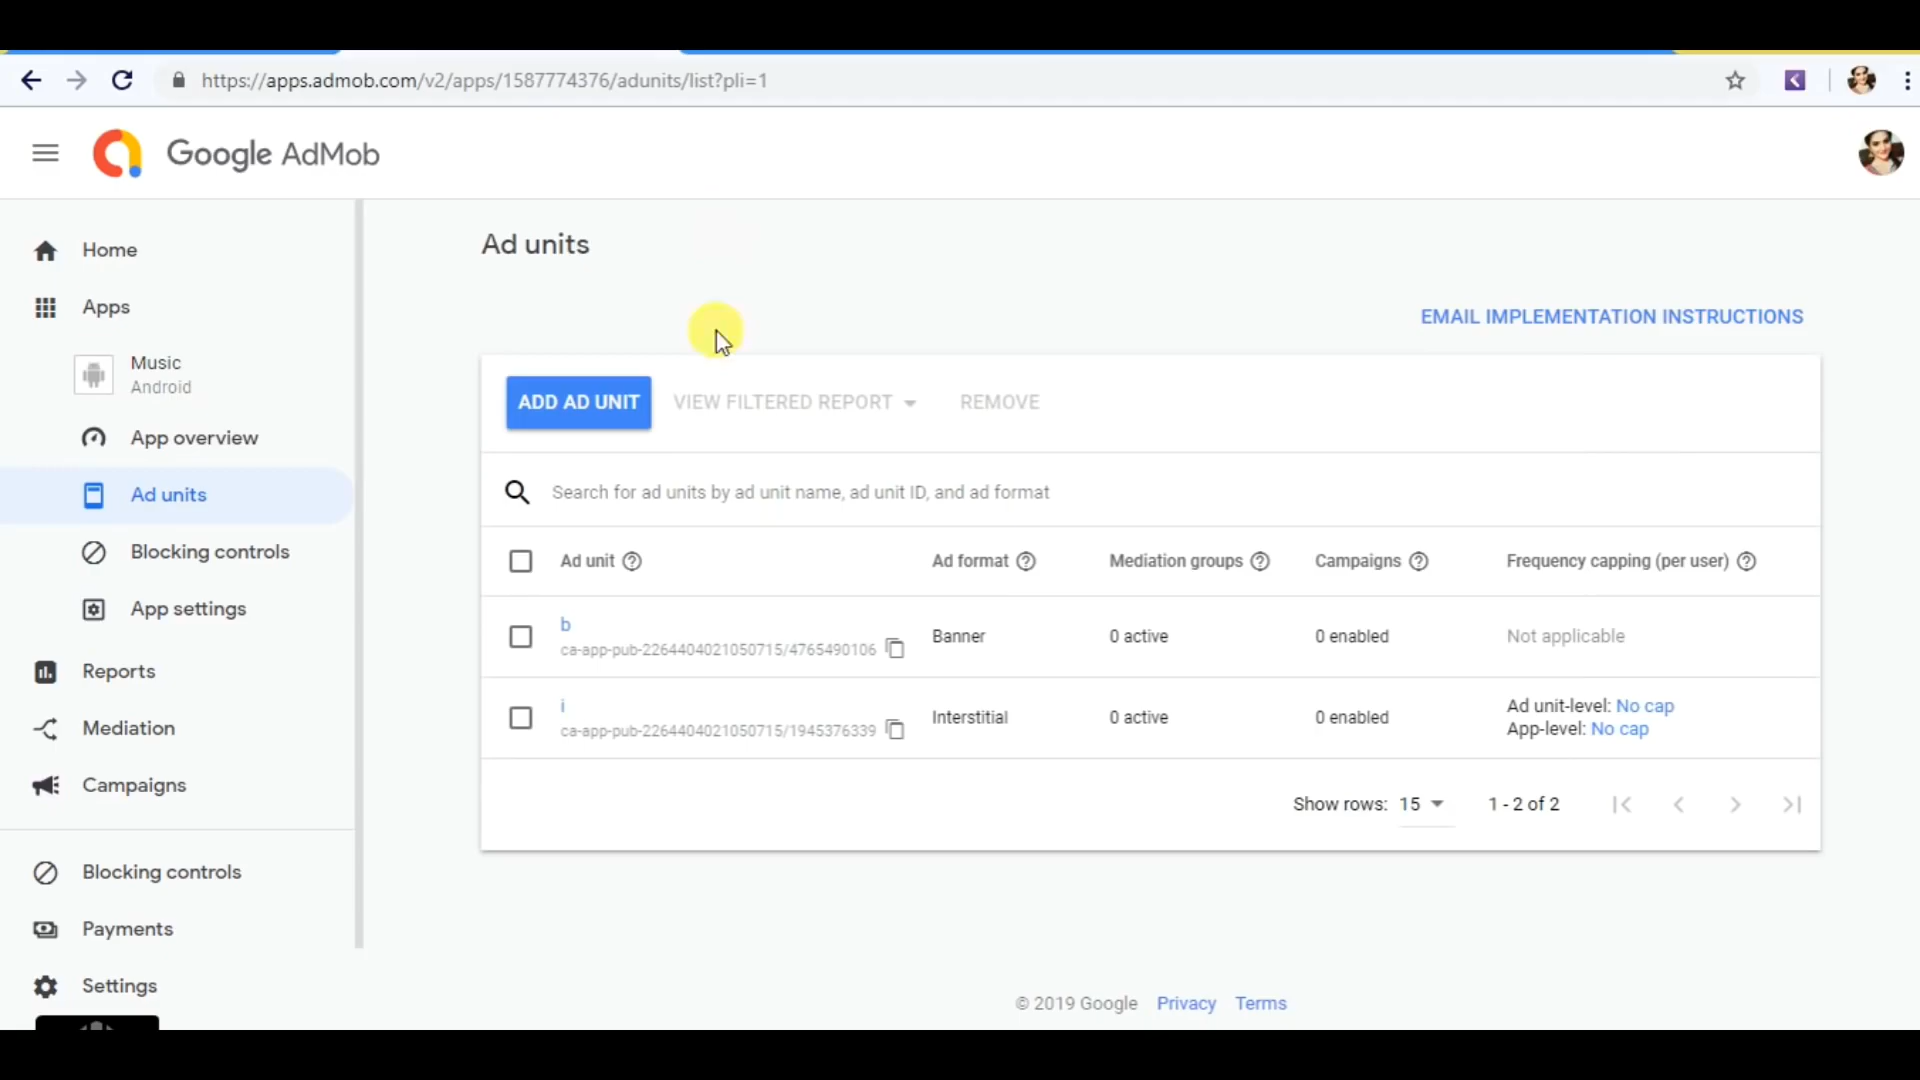 https://apps.admob.com/v2/apps/1587774376/adunits/list?pli=1
Google AdMob
Home
Apps
Music
Android
App overview
Ad units
Blocking controls
App settings
Reports
Mediation
Campaigns
Blocking controls
Payments
Settings
Ad units
EMAIL IMPLEMENTATION INSTRUCTIONS
ADD AD UNIT VIEW FILTERED REPORT REMOVE
Search for ad units by ad unit name, ad unit ID, and ad format
Ad unit Ad format Mediation groups Campaigns Frequency capping (per user)
b
ca-app-pub-2264404021050715/4765490106 Banner 0 active 0 enabled Not applicable
i
ca-app-pub-2264404021050715/1945376339 Interstitial 0 active 0 enabled
Ad unit-level: No cap
App-level: No cap
Show rows: 15 1 - 2 of 2
© 2019 Google Privacy Terms